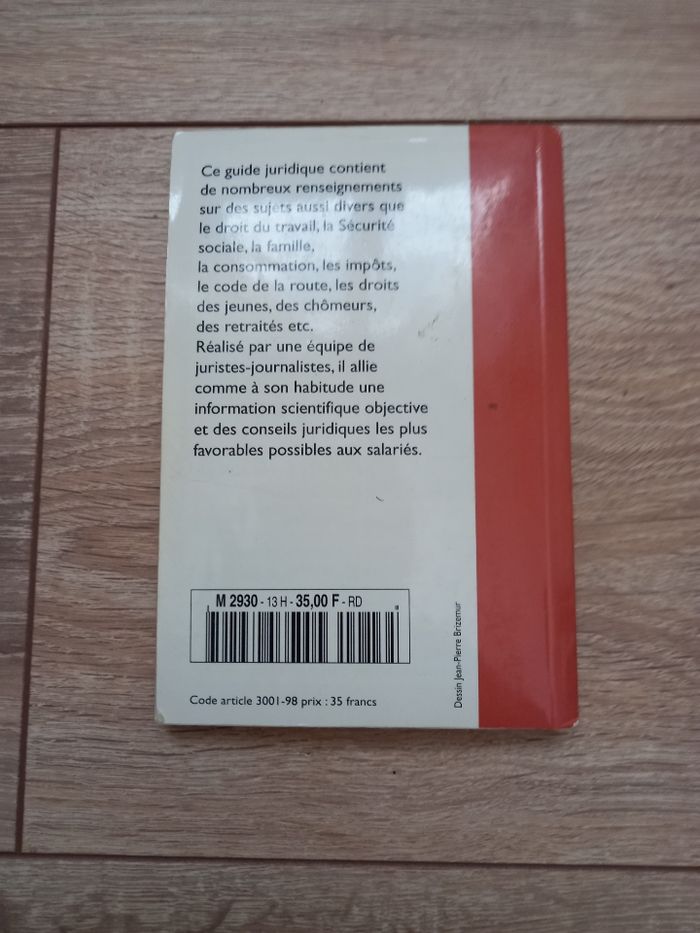 Ce guide juridique contient
de nombreux renseignements
sur des sujets aussi divers que
le droit du travail, la Sécurité
sociale, la famille,
la consommation, les impôts,
le code de la route, les droits
des jeunes, des chômeurs,
des retraités etc.
Réalisé par une équipe de
juristes-journalistes, il allie
comme à son habitude une
information scientifique objective
et des conseils juridiques les plus
favorables possibles aux salariés.
M 2930 - 13 H - 35,00 F - RD
Code article 3001-98 prix : 35 francs
Dessin Jean-Pierre Brizemur